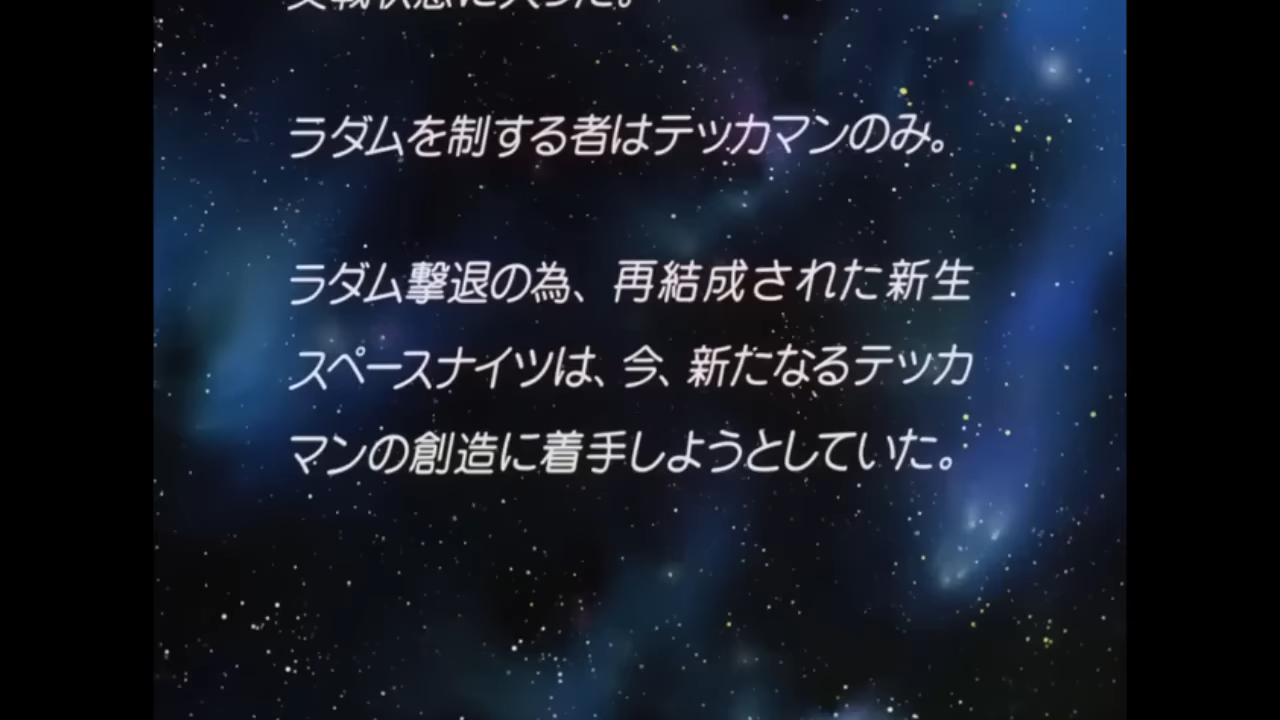 ラダムを制する者はテッカマンのみ。
ラダム撃退の為、再結成された新生
スペースナイツは、今、新たなるテッカ
マンの創造に着手しようとしていた。